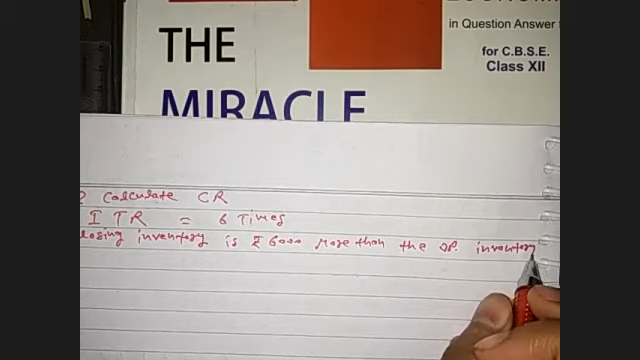 in Question Answer
THE
for C.B.S.E.
Class XII
MIRACLE
Calculate CR
ITR = 6 Times
losing inventory is ₹ 6000 more than the op. inventory